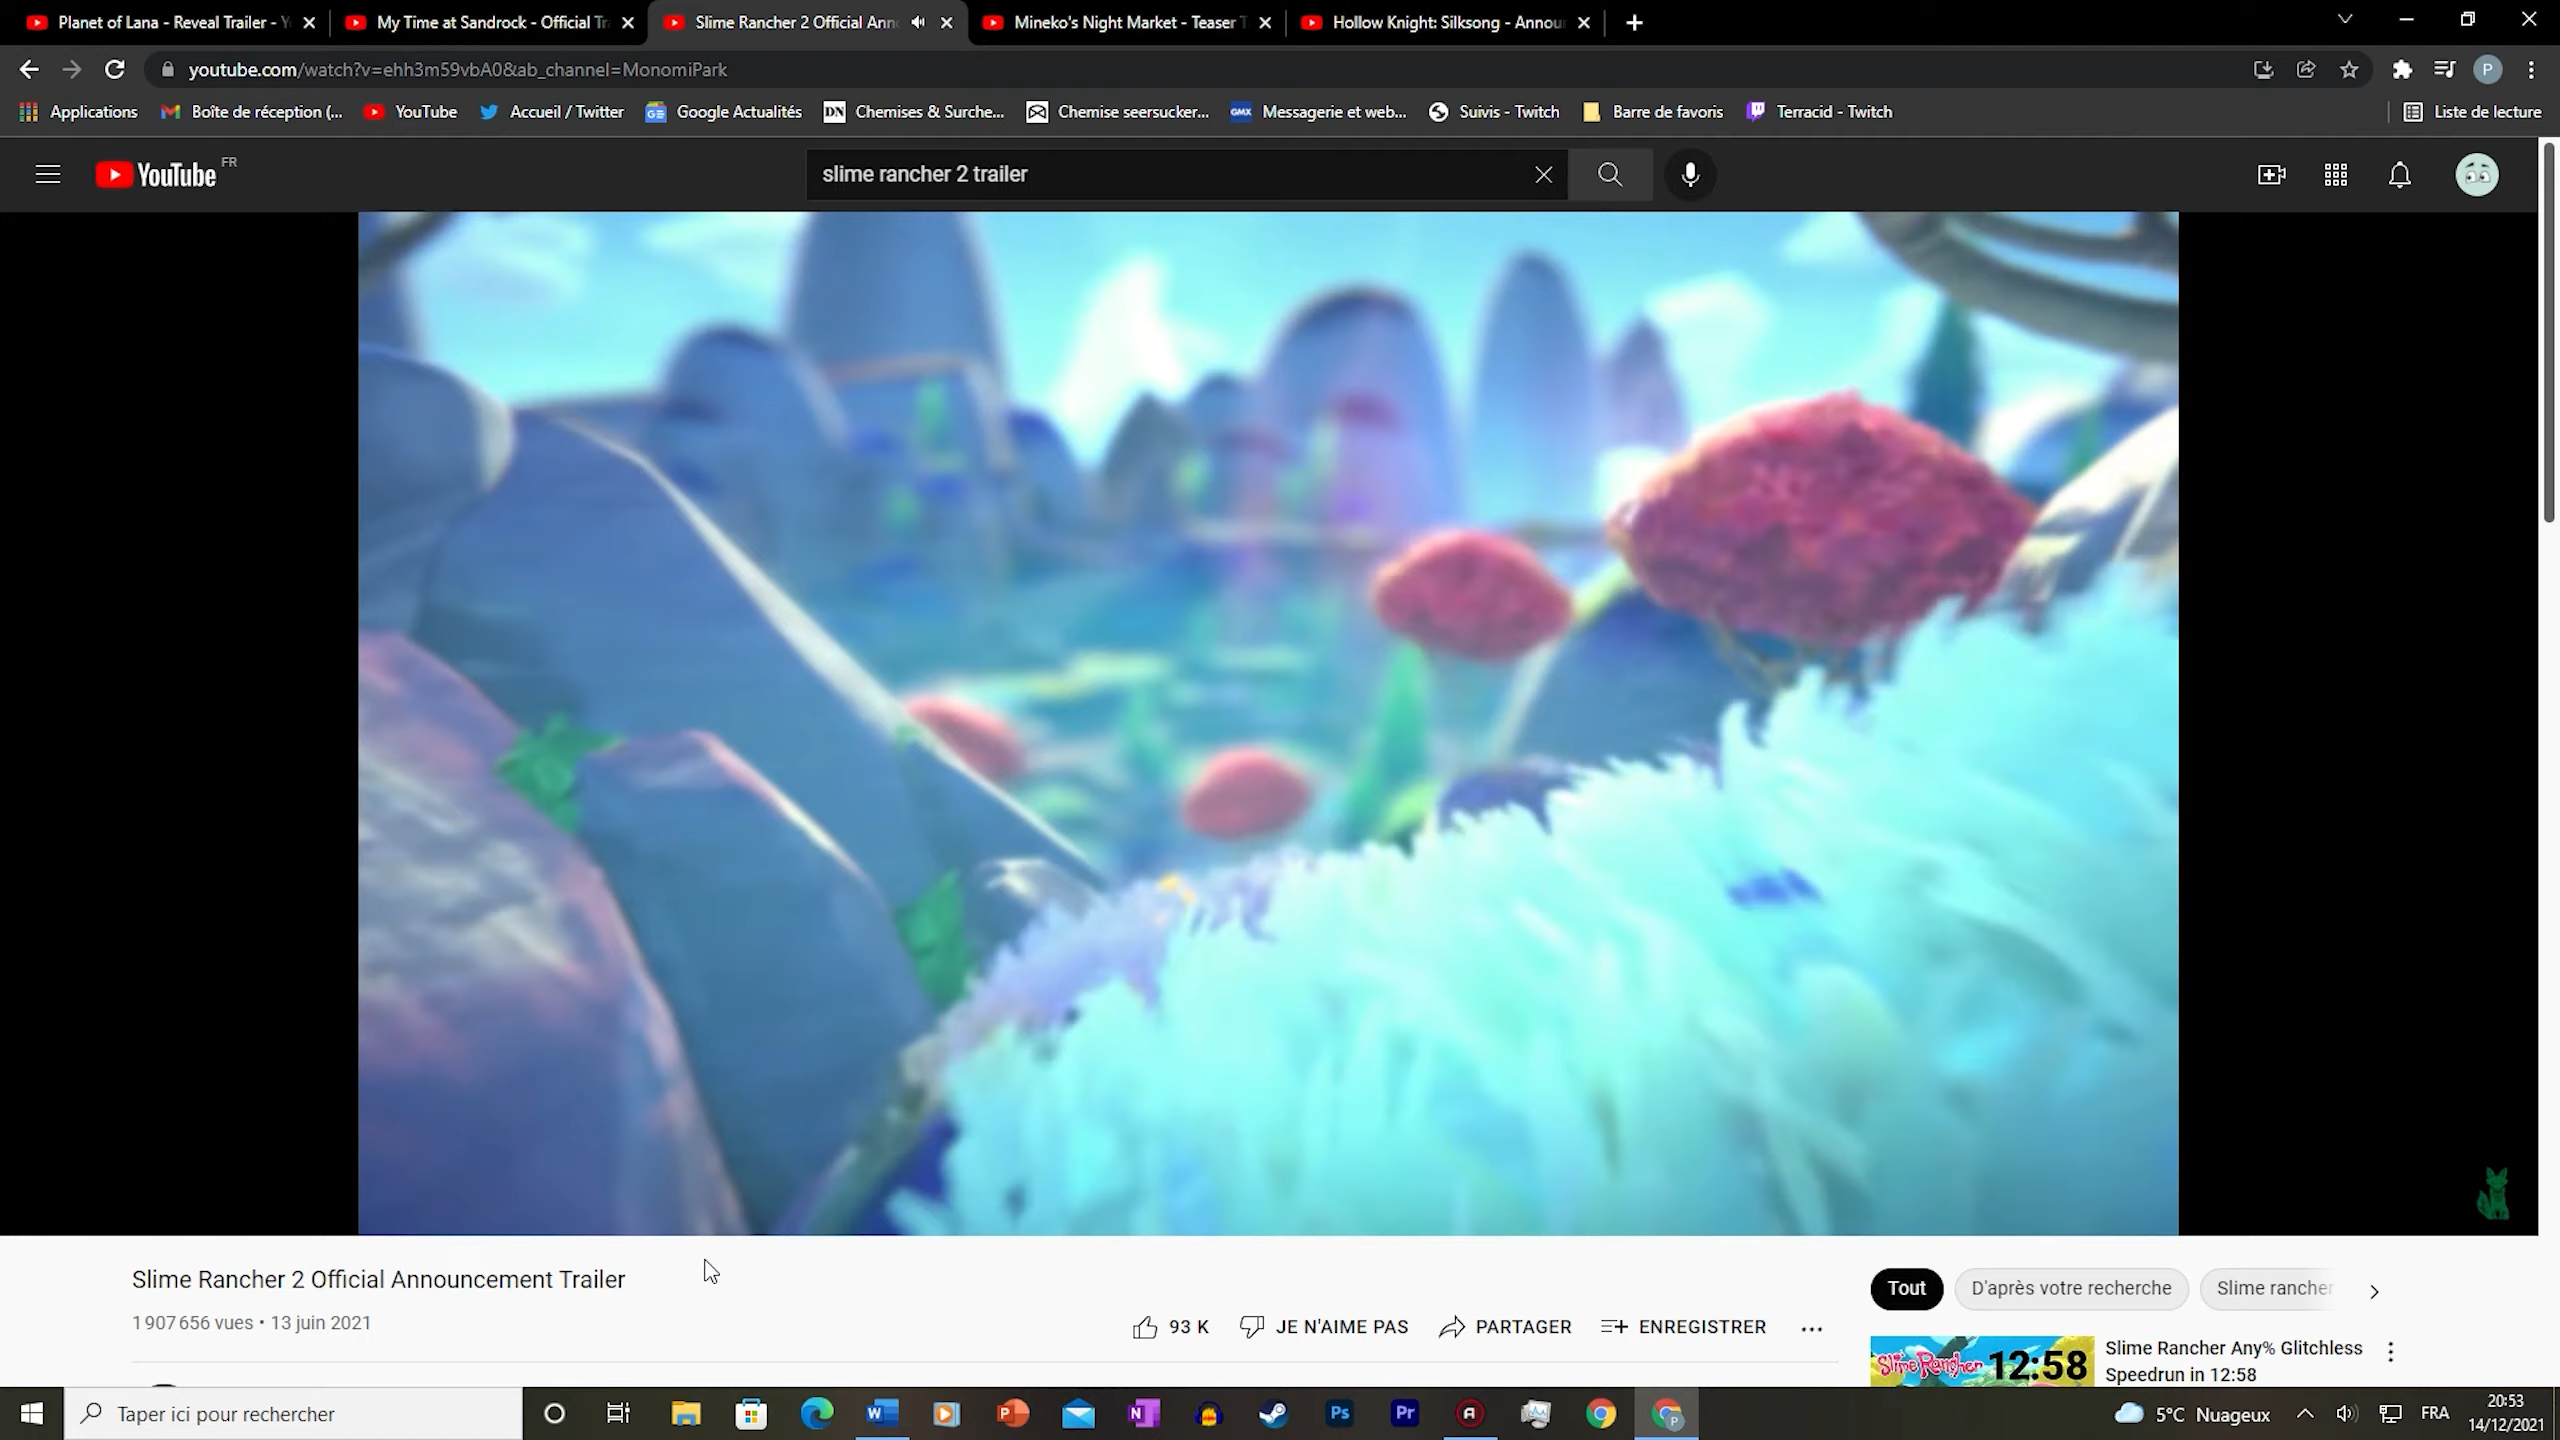 Planet of Lana - Reveal Trailer - Y
My Time at Sandrock - Official Tr
Slime Rancher 2 Official Ann
Mineko's Night Market - Teaser T
Hollow Knight: Silksong - Annou
youtube.com/watch?v=ehh3m59vbA0&ab_channel=MonomiPark
P
Applications
Boîte de réception (...
YouTube
Accueil / Twitter
Google Actualités
DN Chemises & Surche...
Chemise seersucker...
GMX Messagerie et web...
Suivis - Twitch
Barre de favoris
Terracid - Twitch
Liste de lecture
YouTube FR
slime rancher 2 trailer
Slime Rancher 2 Official Announcement Trailer
1 907 656 vues • 13 juin 2021
93 K
JE N'AIME PAS
PARTAGER
ENREGISTRER
Tout
D'après votre recherche
Slime rancher
Slime Rancher 12:58
Slime Rancher Any% Glitchless
Speedrun in 12:58
Taper ici pour rechercher
Ps
Pr
5°C Nuageux
FRA
20:53
14/12/2021